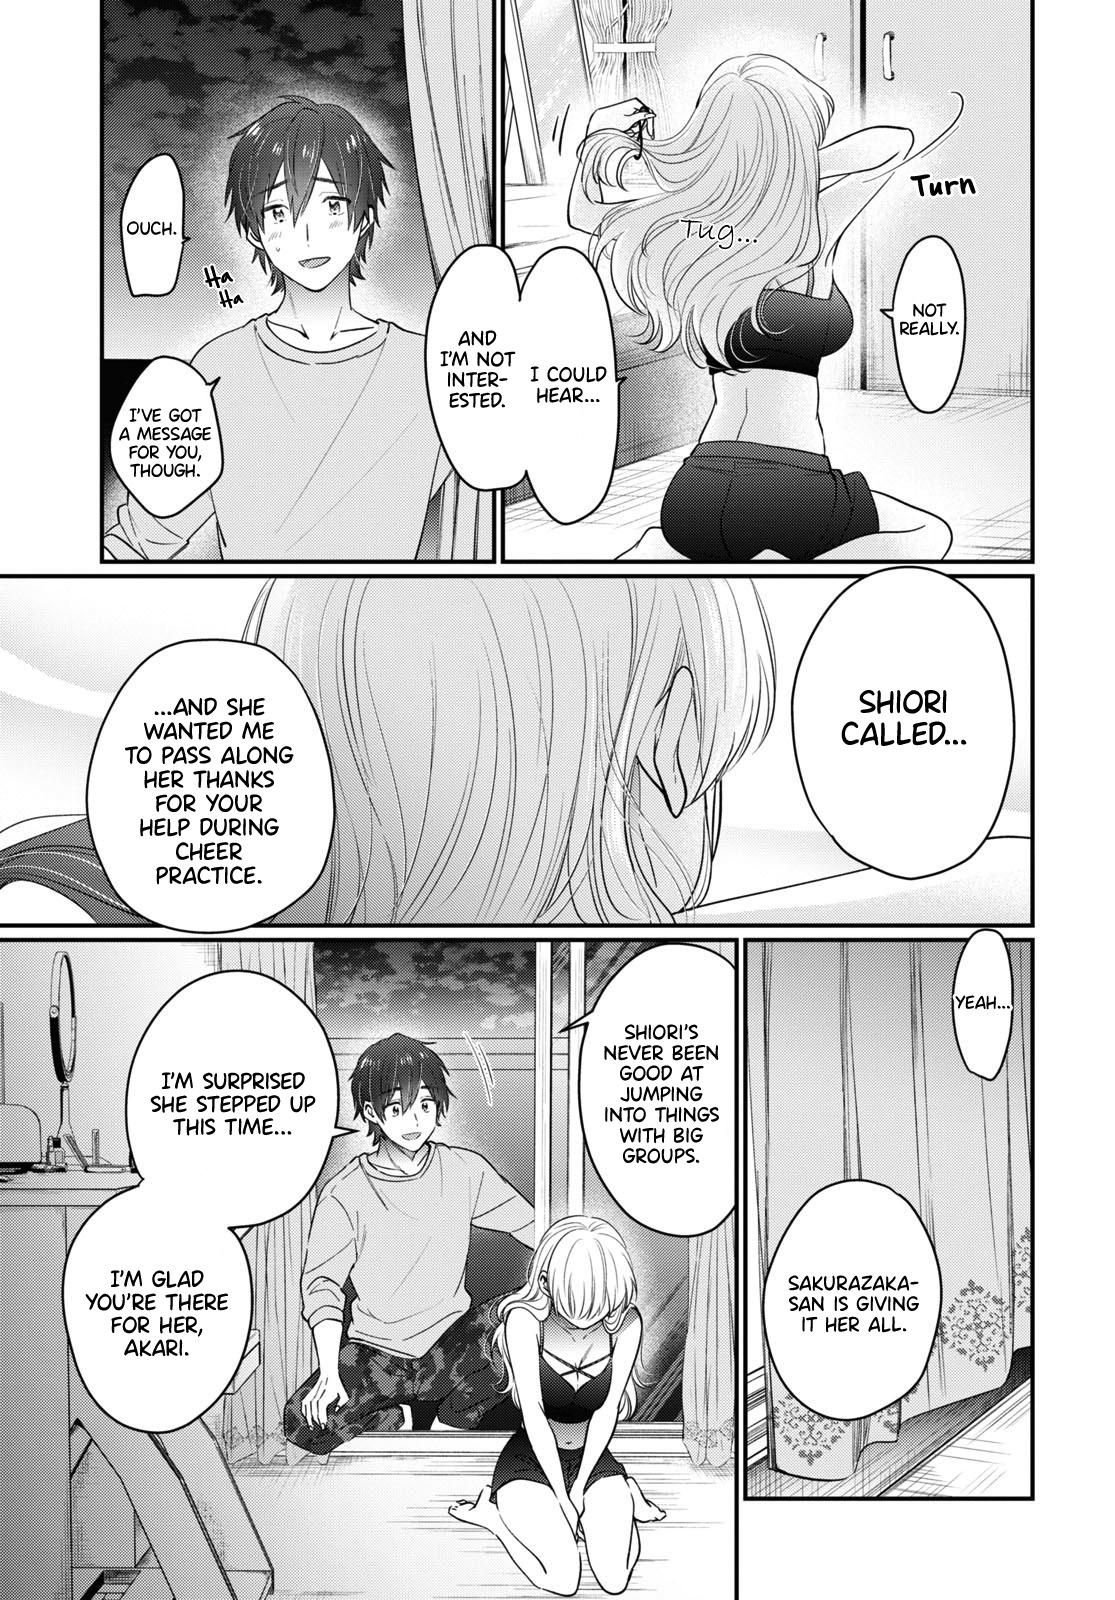 Tug...
Turn
NOT
REALLY.
I COULD
HEAR...
AND
I'M NOT
INTER-
ESTED.
OUCH.
Ha
Ha
I'VE GOT
A MESSAGE
FOR YOU,
THOUGH.
SHIORI
CALLED...
...AND SHE
WANTED ME
TO PASS ALONG
HER THANKS
FOR YOUR
HELP DURING
CHEER
PRACTICE.
YEAH...
SAKURAZAKA-
SAN IS GIVING
IT HER ALL.
SHIORI'S
NEVER BEEN
GOOD AT
JUMPING
INTO THINGS
WITH BIG
GROUPS.
I'M SURPRISED
SHE STEPPED UP
THIS TIME...
I'M GLAD
YOU'RE THERE
FOR HER,
AKARI.